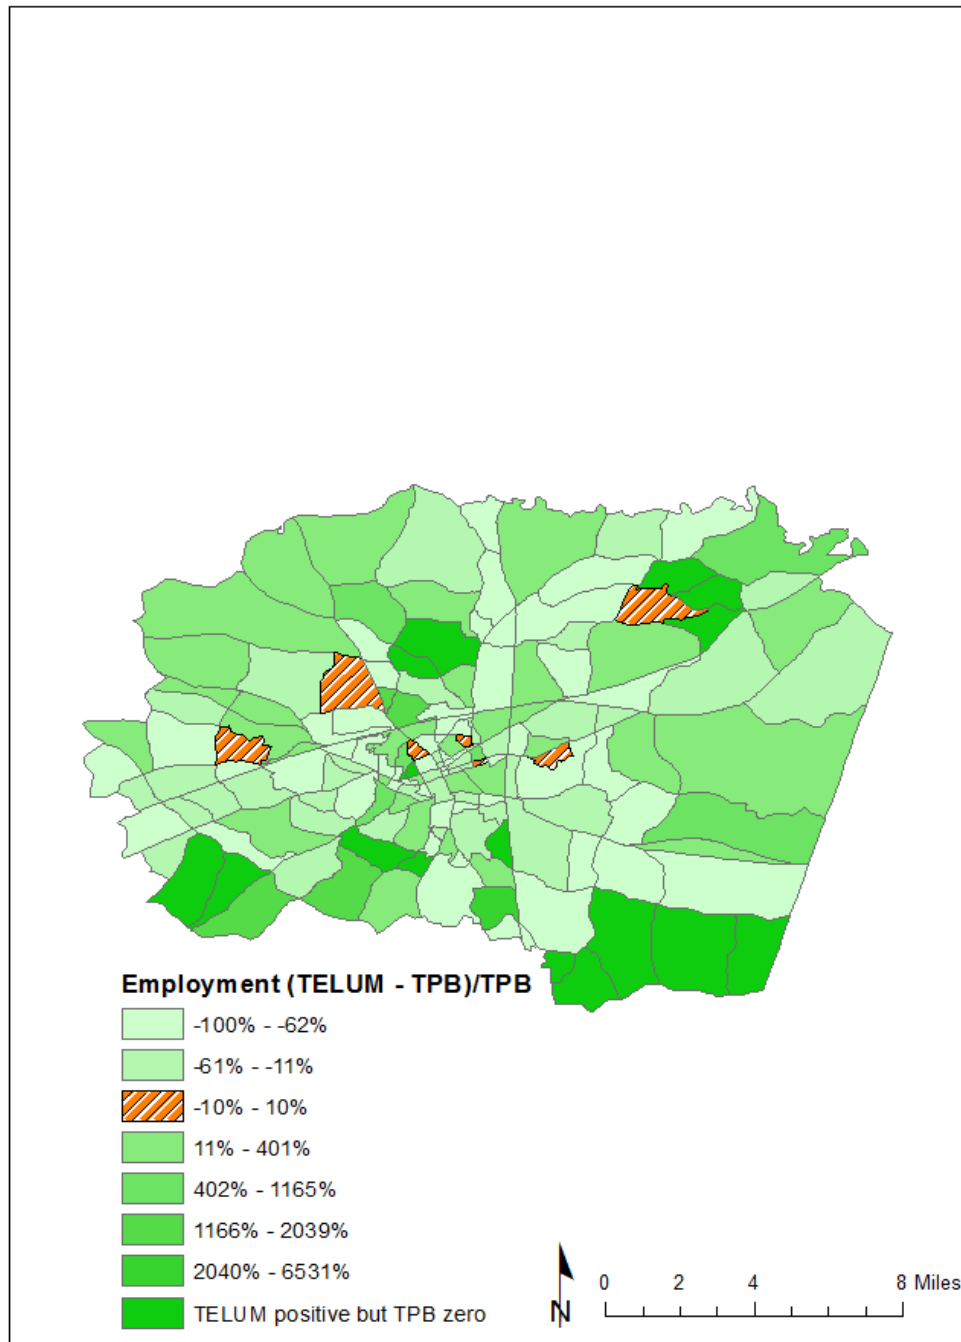 Employment (TELUM - TPB)/TPB
-100% - -62%
-61% - -11%
-10% - 10%
11% - 401%
402% - 1165%
1166% - 2039%
2040% - 6531%
TELUM positive but TPB zero
N
0 2 4 8 Miles